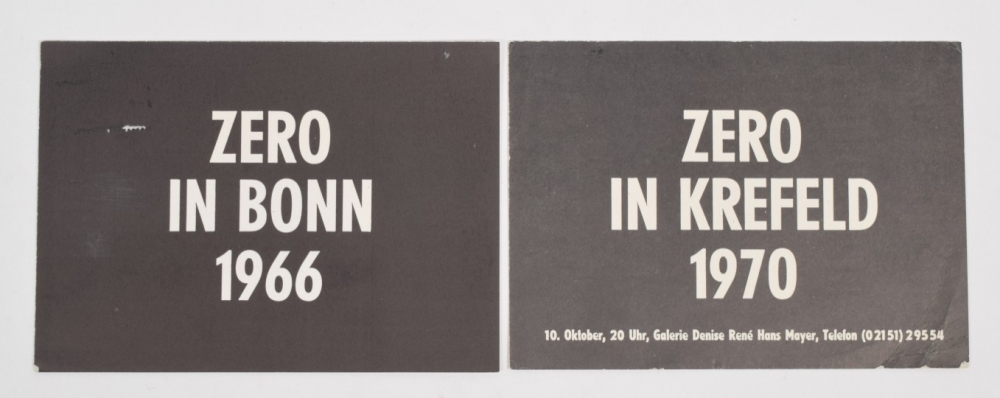 ZERO
IN BONN
1966
ZERO
IN KREFELD
1970
10. Oktober, 20 Uhr, Galerie Denise René Hans Mayer, Telefon (02151) 29554